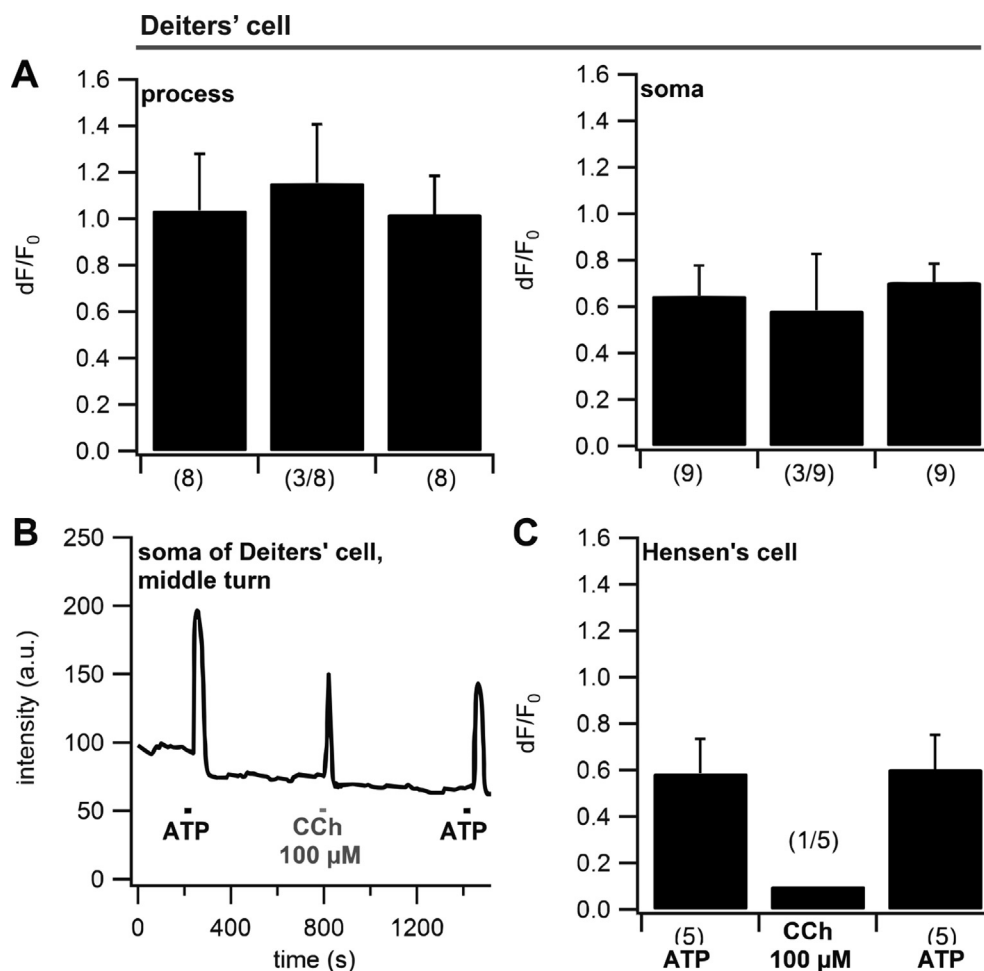 Deiters' cell
A
process
dF/F0
1.6
1.4
1.2
1.0
0.8
0.6
0.4
0.2
0.0
(8) (3/8) (8)
soma
dF/F0
1.6
1.4
1.2
1.0
0.8
0.6
0.4
0.2
0.0
(9) (3/9) (9)
B
soma of Deiters' cell,
middle turn
intensity (a.u.)
250
200
150
100
50
0
ATP CCh ATP
100 µM
0 400 800 1200
time (s)
C
Hensen's cell
dF/F0
1.6
1.4
1.2
1.0
0.8
0.6
0.4
0.2
0.0
(1/5)
(5) CCh (5)
ATP 100 µM ATP